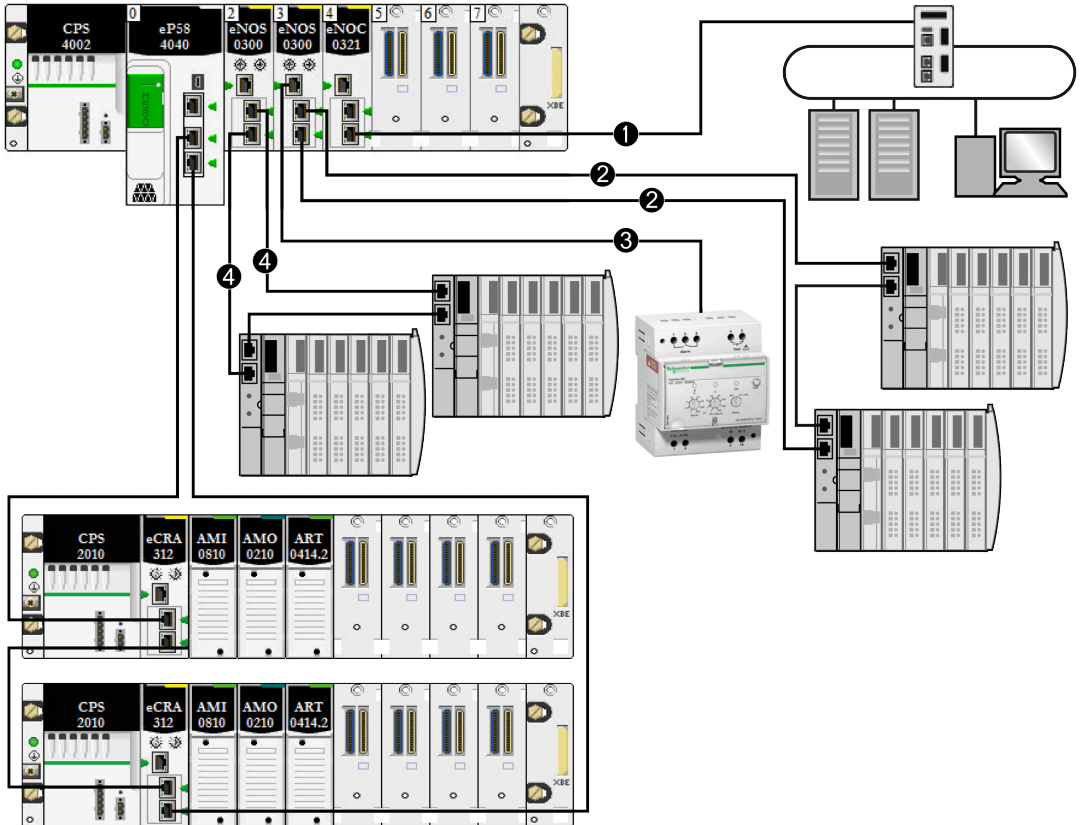 0 2 3 4 5 6 7
CPS
4002
eP58
4040
eNOS
0300
eNOS
0300
eNOC
0321
XBE
1
2
2
3
4
4
Schneider
CPS
2010
eCRA
312
AMI
0810
AMO
0210
ART
0414.2
XBE
CPS
2010
eCRA
312
AMI
0810
AMO
0210
ART
0414.2
XBE